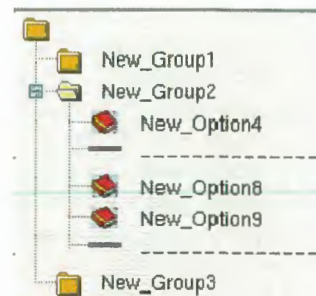 New_Group1
New_Group2
New_Option4
--------------------
New_Option8
New_Option9
--------------------
New_Group3